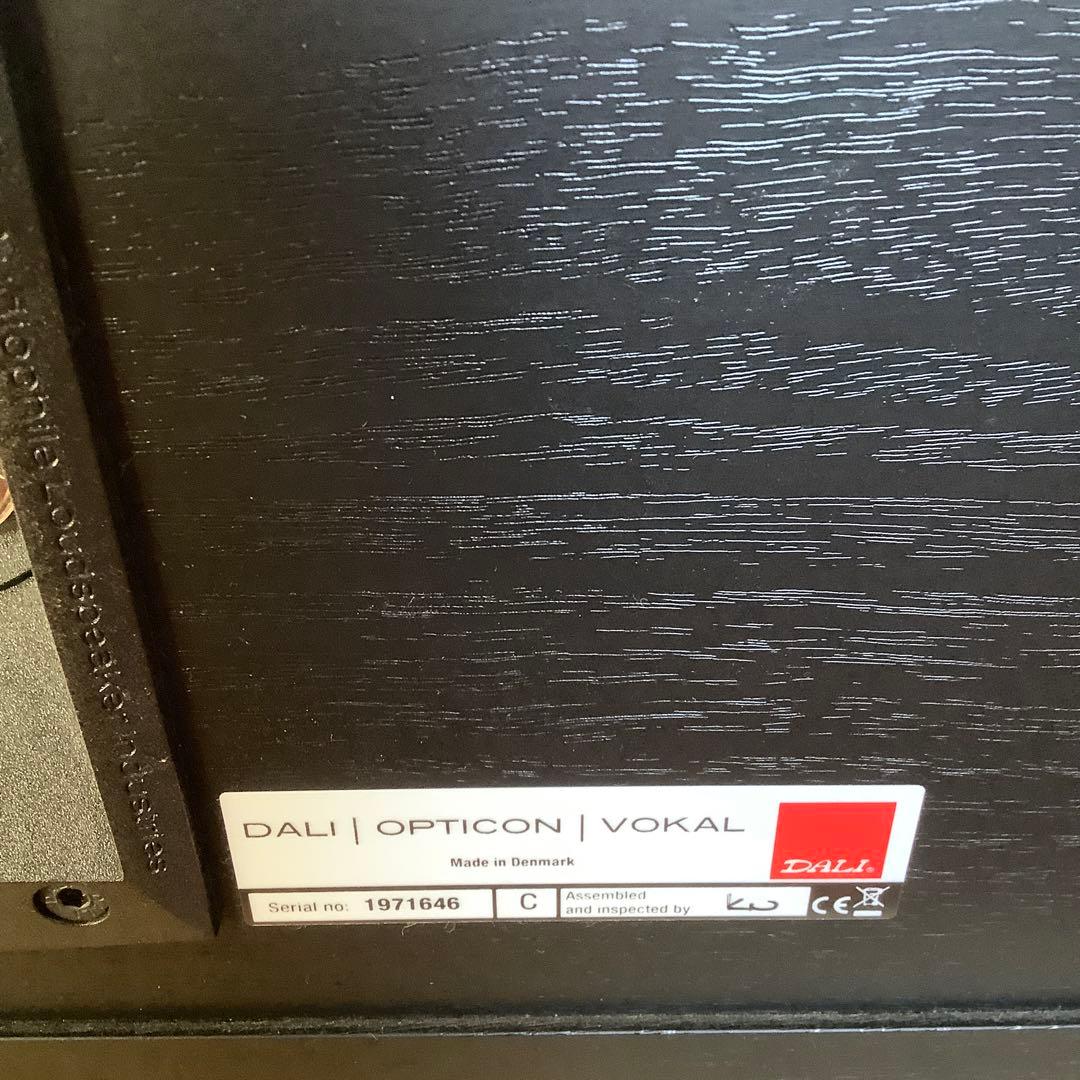 Audiophile Loudspeaker Industries
DALI | OPTICON | VOKAL
Made in Denmark
DALI®
Serial no: 1971646
C
Assembled
and inspected by
CE